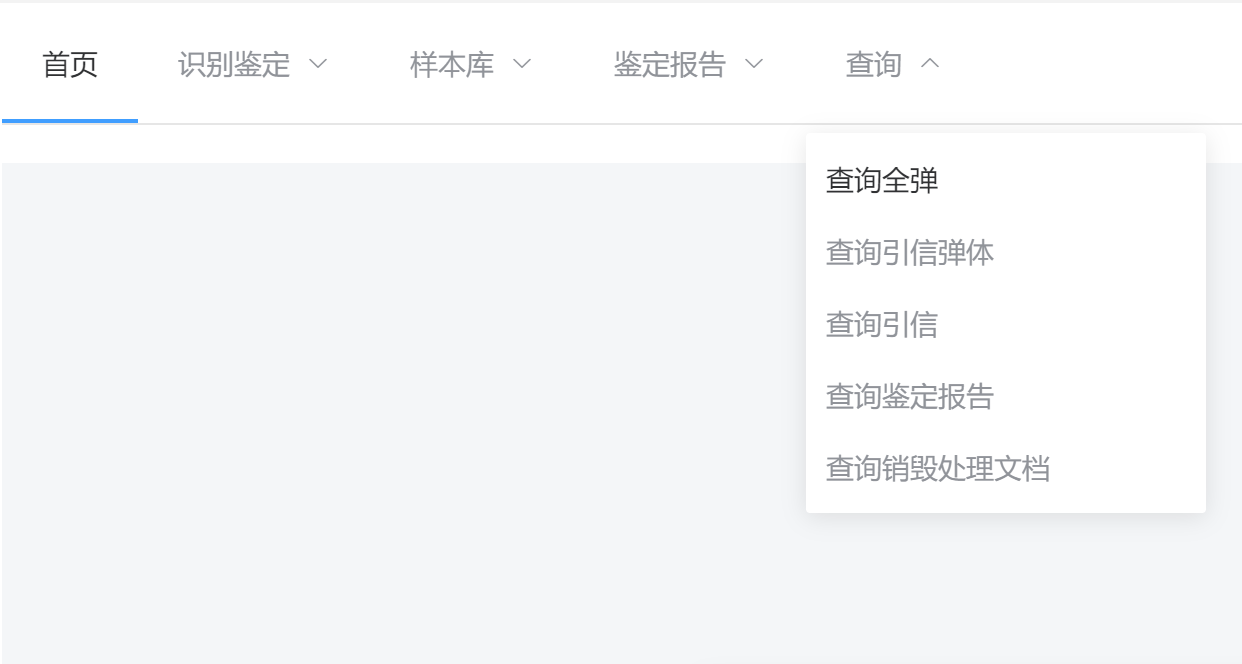 首页 识别鉴定 样本库 鉴定报告 查询
查询全弹
查询引信弹体
查询引信
查询鉴定报告
查询销毁处理文档